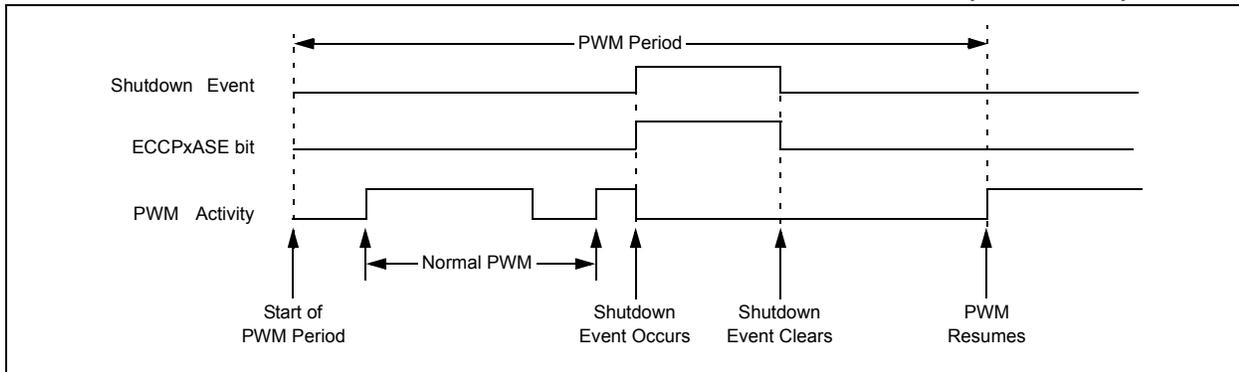 PWM Period
Shutdown Event
ECCPxASE bit
PWM Activity
Normal PWM
Start of
PWM Period
Shutdown
Event Occurs
Shutdown
Event Clears
PWM
Resumes